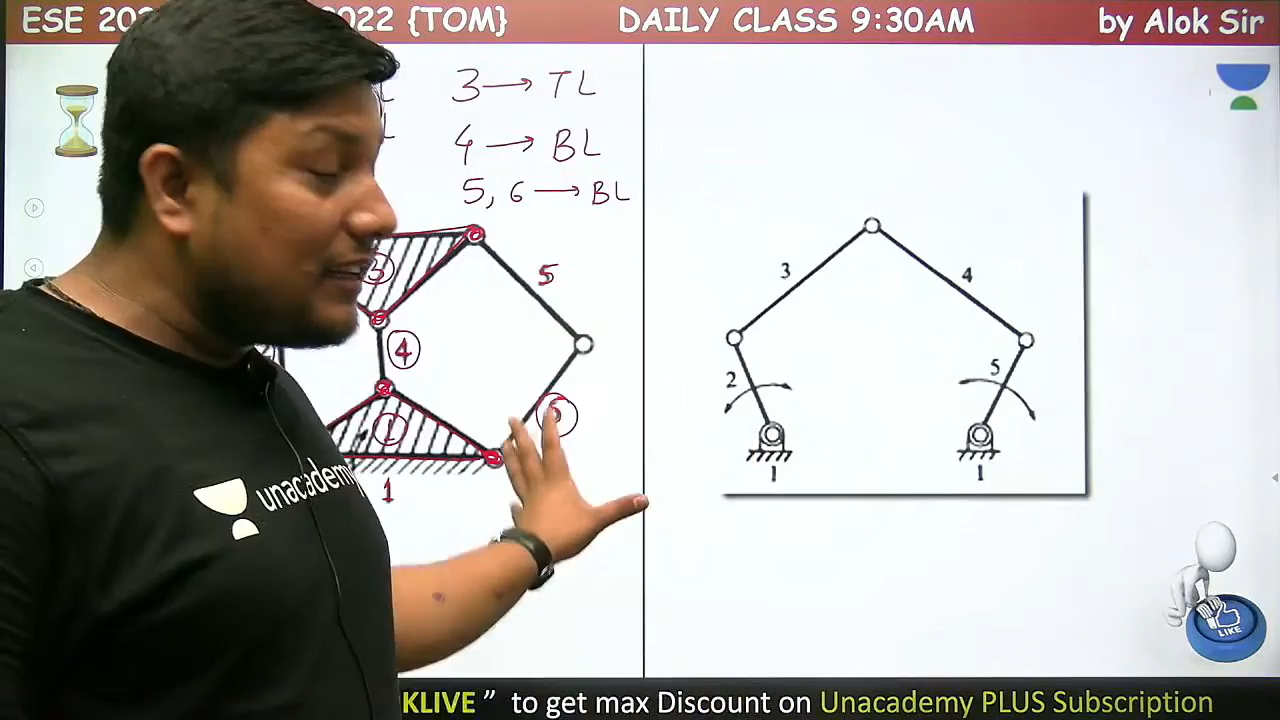 ESE 2022 {TOM}
DAILY CLASS 9:30AM
by Alok Sir
3 → TL
4 → BL
5, 6 → BL
3
5
4
6
1
1
3
4
2
5
1
1
unacademy
LIKE
KLIVE ” to get max Discount on Unacademy PLUS Subscription